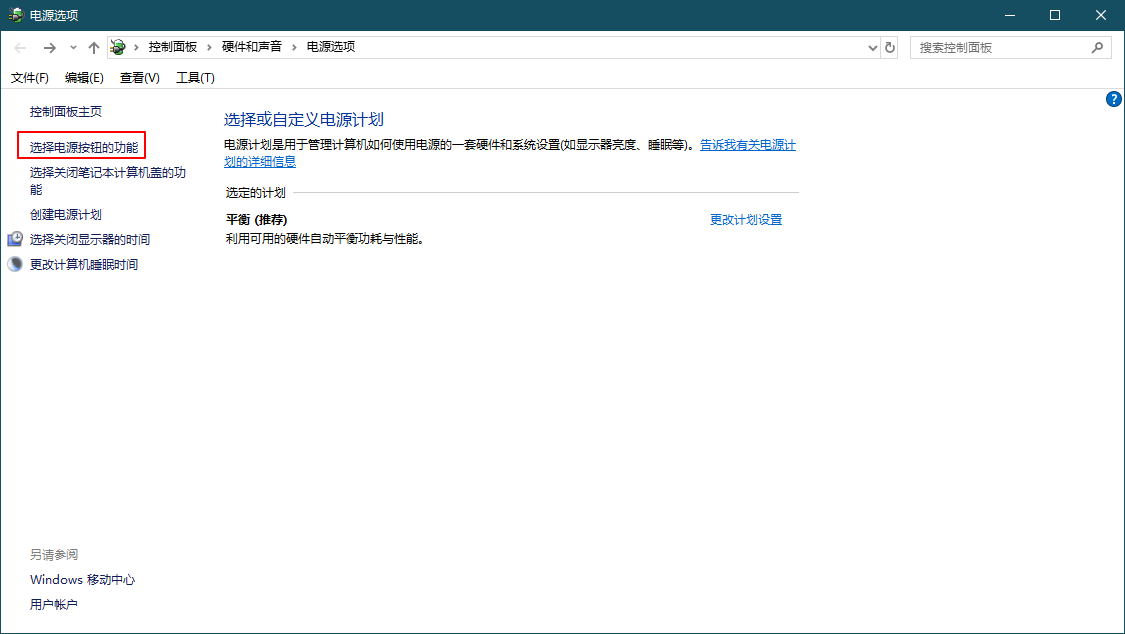 电源选项
控制面板 › 硬件和声音 › 电源选项
搜索控制面板
文件(F) 编辑(E) 查看(V) 工具(T)
控制面板主页
选择电源按钮的功能
选择关闭笔记本计算机盖的功
能
创建电源计划
选择关闭显示器的时间
更改计算机睡眠时间
选择或自定义电源计划
电源计划是用于管理计算机如何使用电源的一套硬件和系统设置(如显示器亮度、睡眠等)。告诉我有关电源计
划的详细信息
选定的计划
平衡 (推荐) 更改计划设置
利用可用的硬件自动平衡功耗与性能。
另请参阅
Windows 移动中心
用户帐户
?